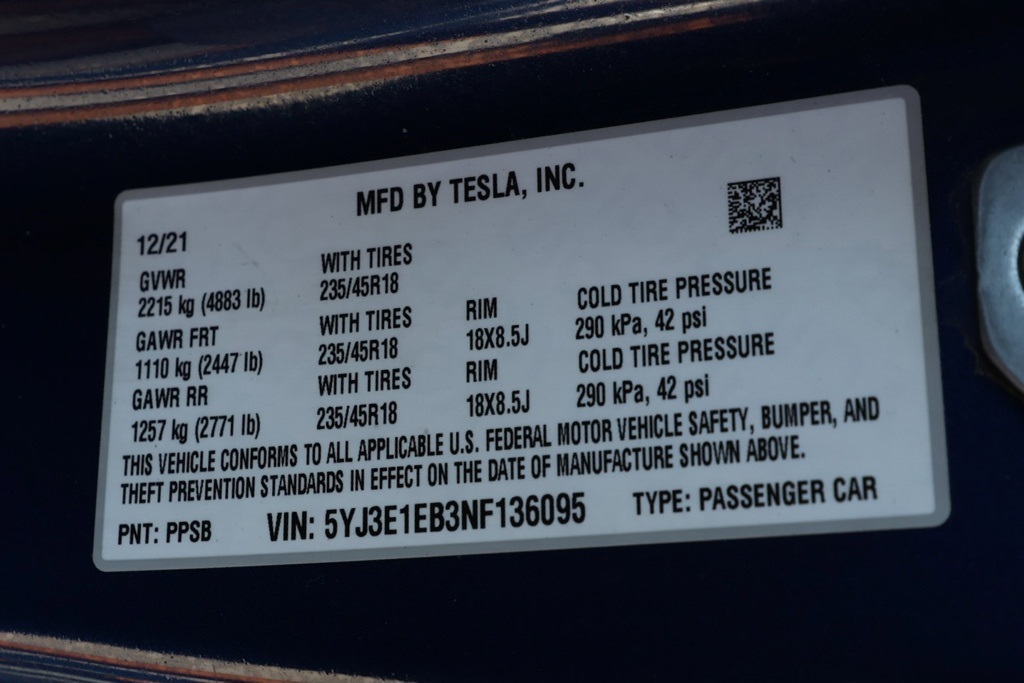 MFD BY TESLA, INC.
12/21
GVWR WITH TIRES
2215 kg (4883 lb) 235/45R18
GAWR FRT WITH TIRES RIM COLD TIRE PRESSURE
1110 kg (2447 lb) 235/45R18 18X8.5J 290 kPa, 42 psi
GAWR RR WITH TIRES RIM COLD TIRE PRESSURE
1257 kg (2771 lb) 235/45R18 18X8.5J 290 kPa, 42 psi
THIS VEHICLE CONFORMS TO ALL APPLICABLE U.S. FEDERAL MOTOR VEHICLE SAFETY, BUMPER, AND
THEFT PREVENTION STANDARDS IN EFFECT ON THE DATE OF MANUFACTURE SHOWN ABOVE.
PNT: PPSB VIN: 5YJ3E1EB3NF136095 TYPE: PASSENGER CAR